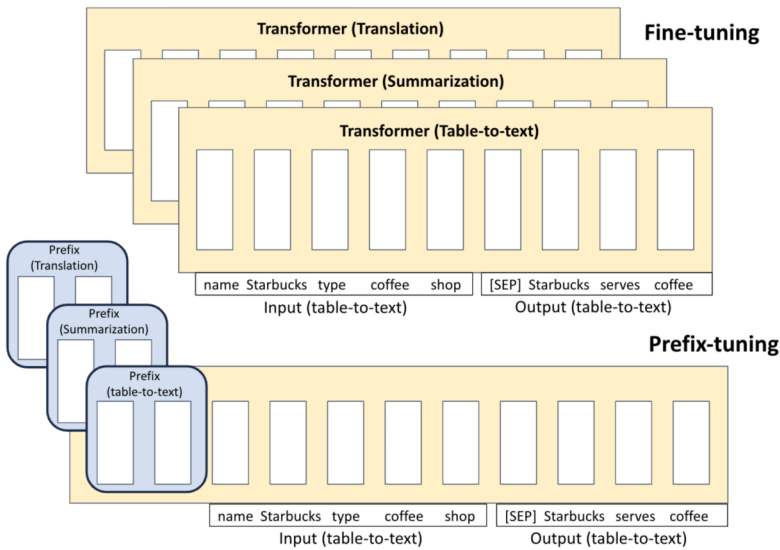 Transformer (Translation)
Fine-tuning
Transformer (Summarization)
Transformer (Table-to-text)
name Starbucks type coffee shop [SEP] Starbucks serves coffee
Input (table-to-text) Output (table-to-text)
Prefix
(Translation)
Prefix
(Summarization)
Prefix-tuning
Prefix
(table-to-text)
name Starbucks type coffee shop [SEP] Starbucks serves coffee
Input (table-to-text) Output (table-to-text)